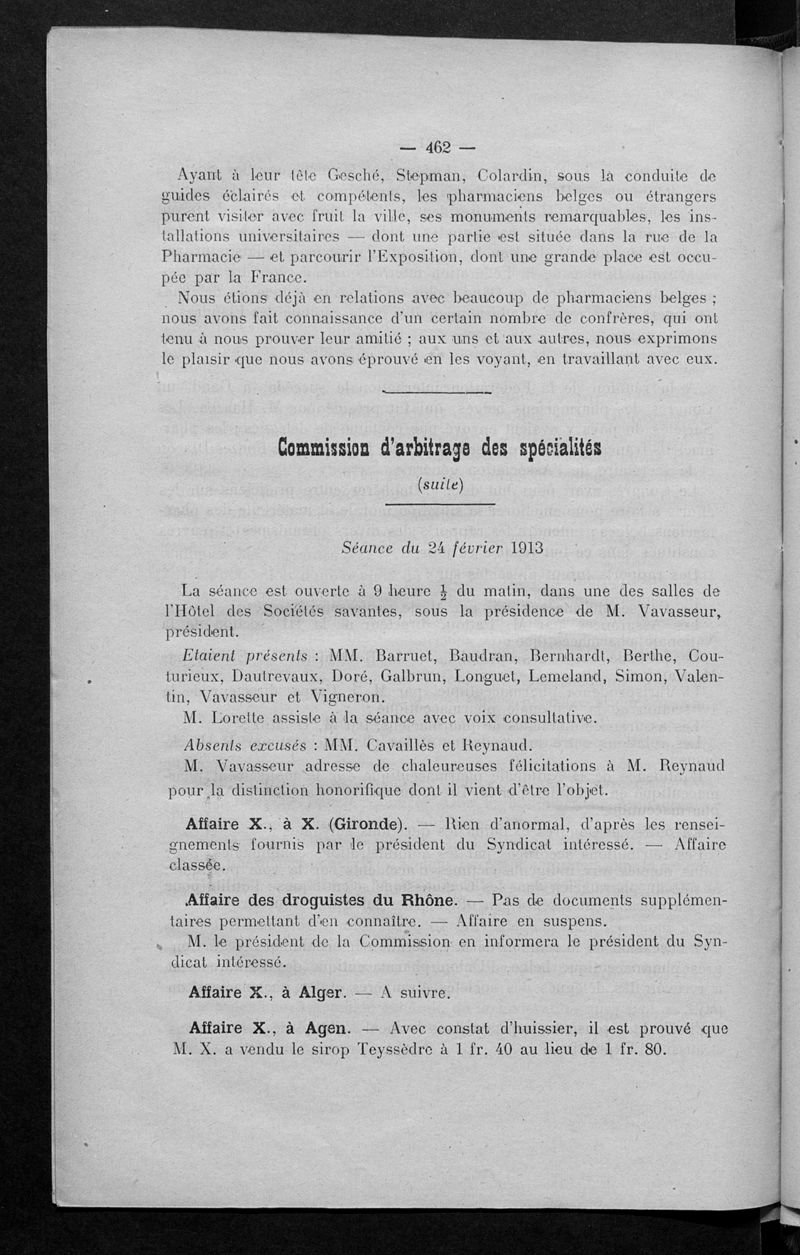 — 462 —
Ayant à leur tête Gesché, Stepman, Colardin, sous la conduite de
guides éclairés et compétents, les pharmaciens belges ou étrangers
purent visiter avec fruit la ville, ses monuments remarquables, les ins-
tallations universitaires — dont une partie est située dans la rue de la
Pharmacie — et parcourir l'Exposition, dont une grande place est occu-
pée par la France.
Nous étions déjà en relations avec beaucoup de pharmaciens belges ;
nous avons fait connaissance d'un certain nombre de confrères, qui ont
tenu à nous prouver leur amitié ; aux uns et aux autres, nous exprimons
le plaisir que nous avons éprouvé en les voyant, en travaillant avec eux.
Commission d'arbitrage des spécialités
(suite)
Séance du 24 février 1913
La séance est ouverte à 9 heure ½ du matin, dans une des salles de
l'Hôtel des Sociétés savantes, sous la présidence de M. Vavasseur,
président.
Etaient présents : MM. Barruet, Baudran, Bernhardt, Berthe, Cou-
turieux, Dautrevaux, Doré, Galbrun, Longuet, Lemeland, Simon, Valen-
tin, Vavasseur et Vigneron.
M. Lorette assiste à la séance avec voix consultative.
Absents excusés : MM. Cavaillès et Reynaud.
M. Vavasseur adresse de chaleureuses félicitations à M. Reynaud
pour la distinction honorifique dont il vient d'être l'objet.
Affaire X., à X. (Gironde). — Rien d'anormal, d'après les rensei-
gnements fournis par le président du Syndicat intéressé. — Affaire
classée.
Affaire des droguistes du Rhône. — Pas de documents supplémen-
taires permettant d'en connaître. — Affaire en suspens.
M. le président de la Commission en informera le président du Syn-
dicat intéressé.
Affaire X., à Alger. — A suivre.
Affaire X., à Agen. — Avec constat d'huissier, il est prouvé que
M. X. a vendu le sirop Teyssèdre à 1 fr. 40 au lieu de 1 fr. 80.